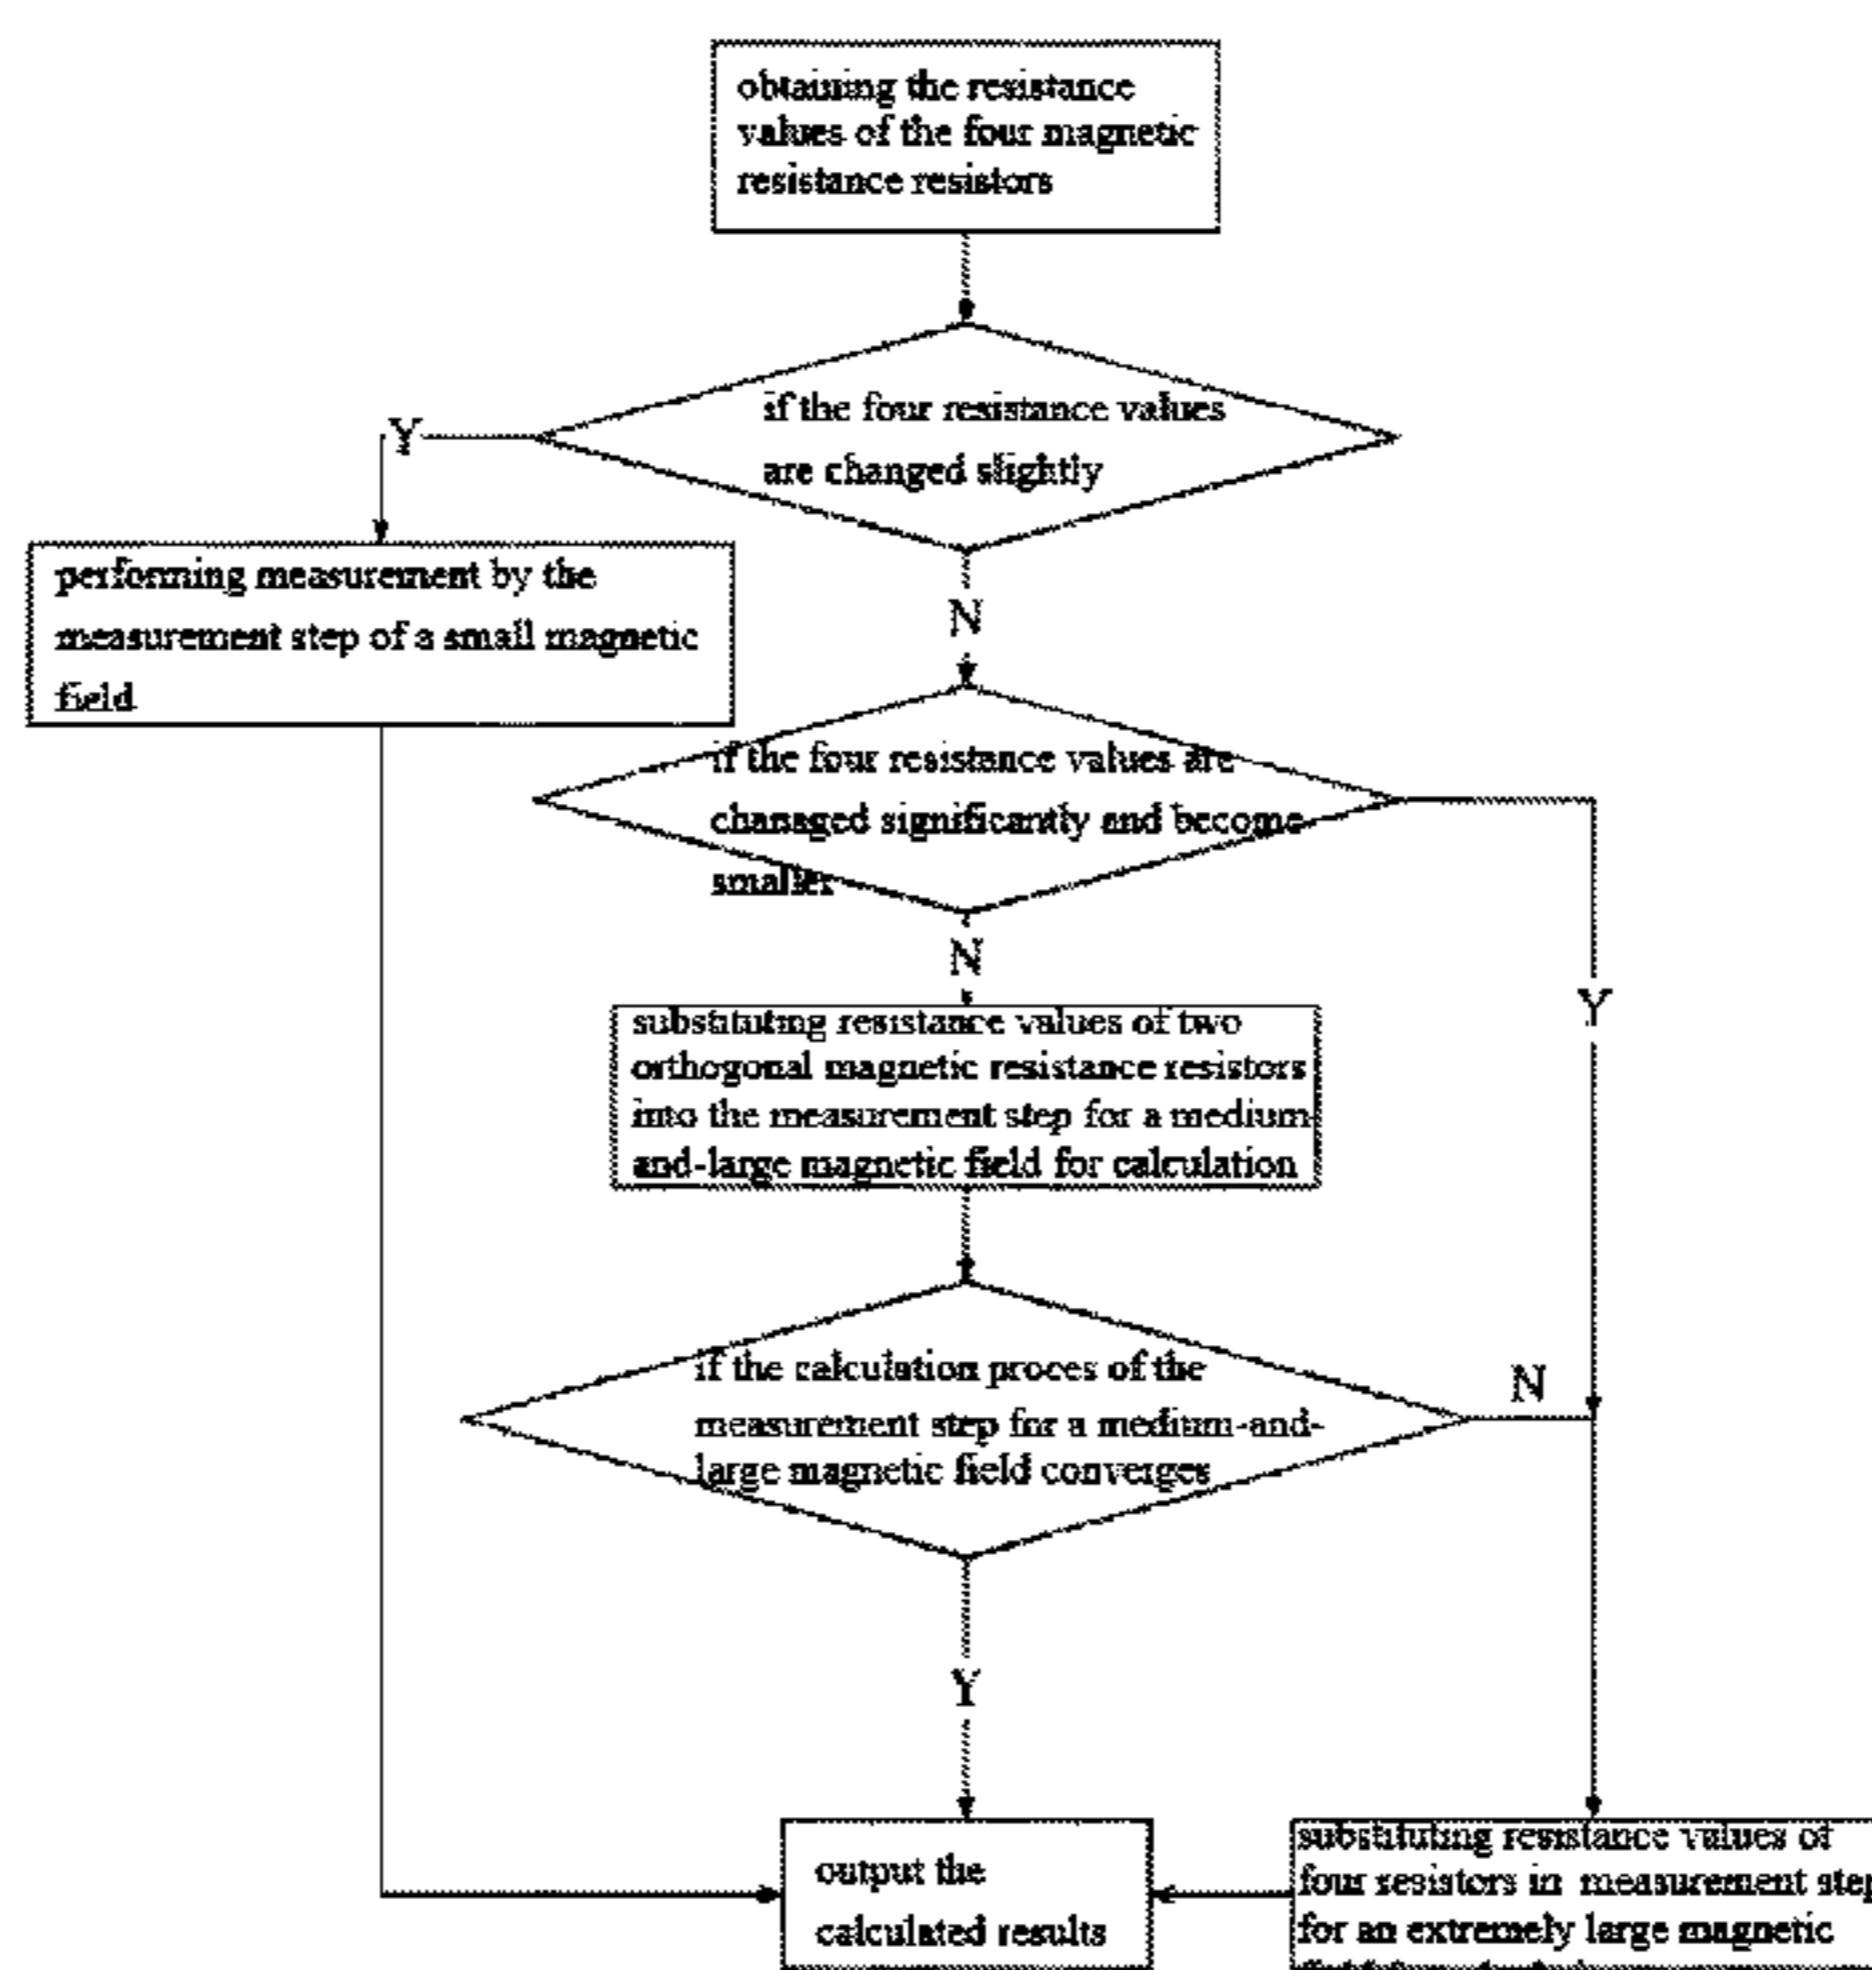 obtaining the resistance
values of the four magnetic
resistance resistors
if the four resistance values
are changed slightly
Y
performing measurement by the
measurement step of a small magnetic
field
N
if the four resistance values are
chanaged significantly and become
smaller
N
Y
substituting resistance values of two
orthogonal magnetic resistance resistors
into the measurement step for a medium-
and-large magnetic field for calculation
if the calculation proces of the
measurement step for a medium-and-
large magnetic field converges
N
Y
output the
calculated results
substituting resistance values of
four resistors in measurement step
for an extremely large magnetic